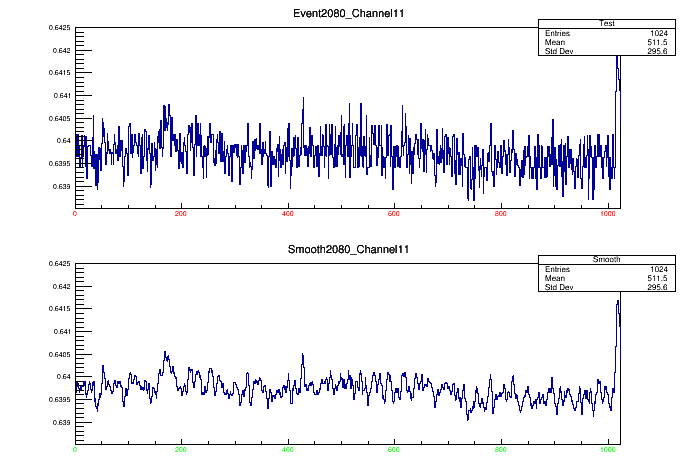 Event2080_Channel11
Test
Entries 1024
Mean 511.5
Std Dev 295.6
0.6425
0.642
0.6415
0.641
0.6405
0.64
0.6395
0.639
0 200 400 600 800 1000
Smooth2080_Channel11
Smooth
Entries 1024
Mean 511.5
Std Dev 295.6
0.6425
0.642
0.6415
0.641
0.6405
0.64
0.6395
0.639
0 200 400 600 800 1000